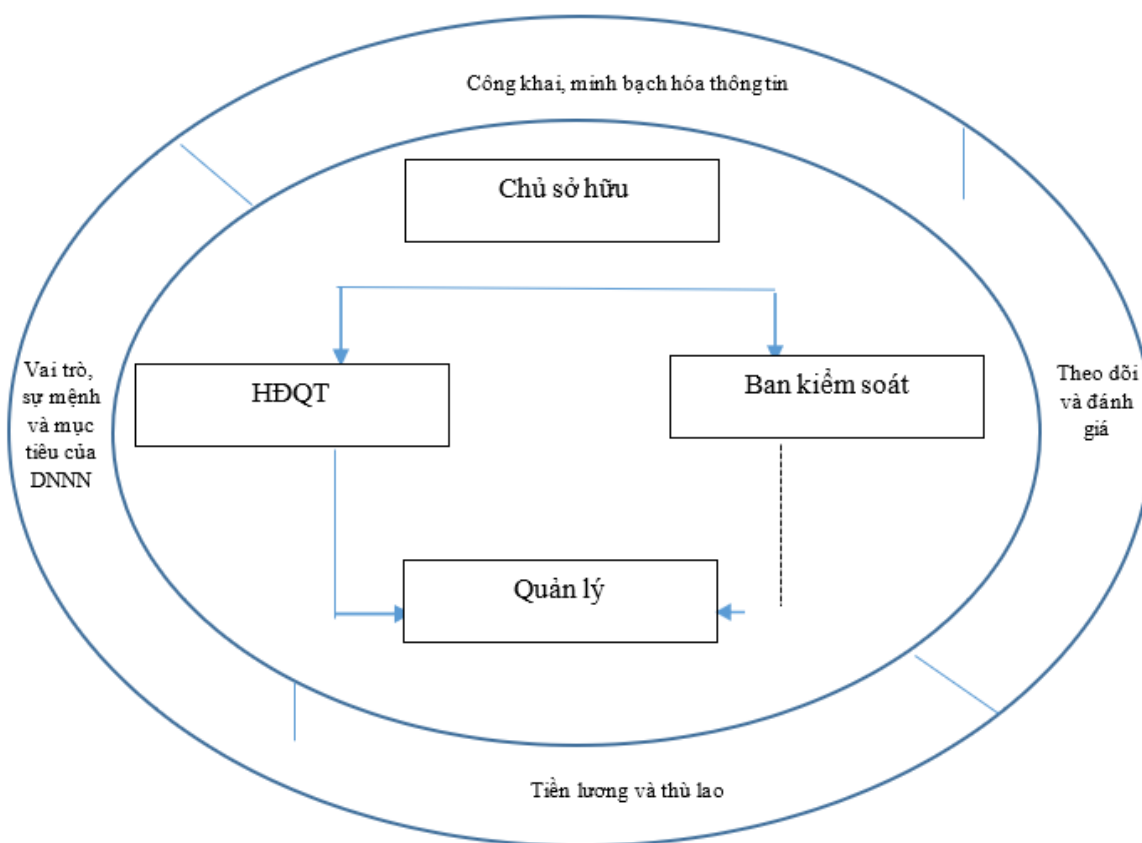 Công khai, minh bạch hóa thông tin
Chủ sở hữu
Vai trò,
sự mệnh
và mục
tiêu của
DNNN
HĐQT
Ban kiểm soát
Theo dõi
và đánh
giá
Quản lý
Tiền lương và thù lao